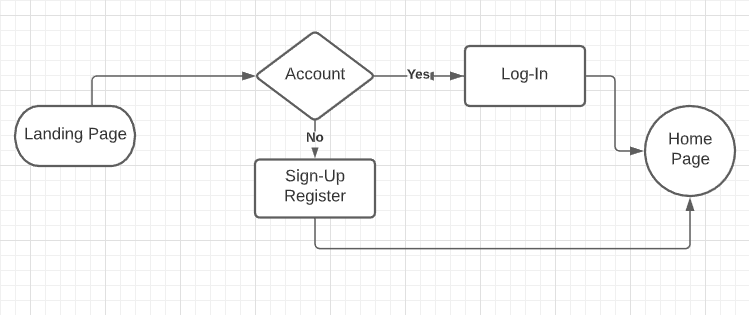 Landing Page
Account
Yes
Log-In
No
Sign-Up
Register
Home
Page